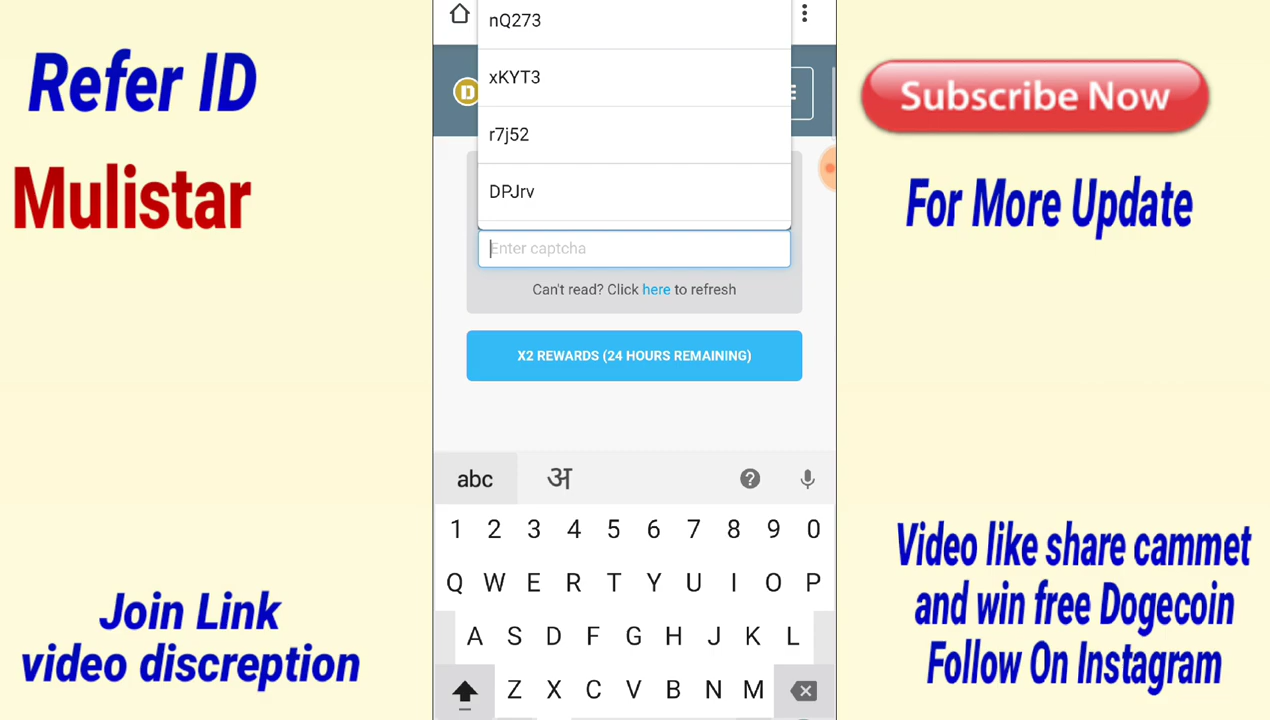 Refer ID
Mulistar
Join Link
video discreption
nQ273
xKYT3
r7j52
DPJrv
D
Enter captcha
Can't read? Click here to refresh
X2 REWARDS (24 HOURS REMAINING)
abc
अ
?
1 2 3 4 5 6 7 8 9 0
Q W E R T Y U I O P
A S D F G H J K L
Z X C V B N M
Subscribe Now
For More Update
Video like share cammet
and win free Dogecoin
Follow On Instagram